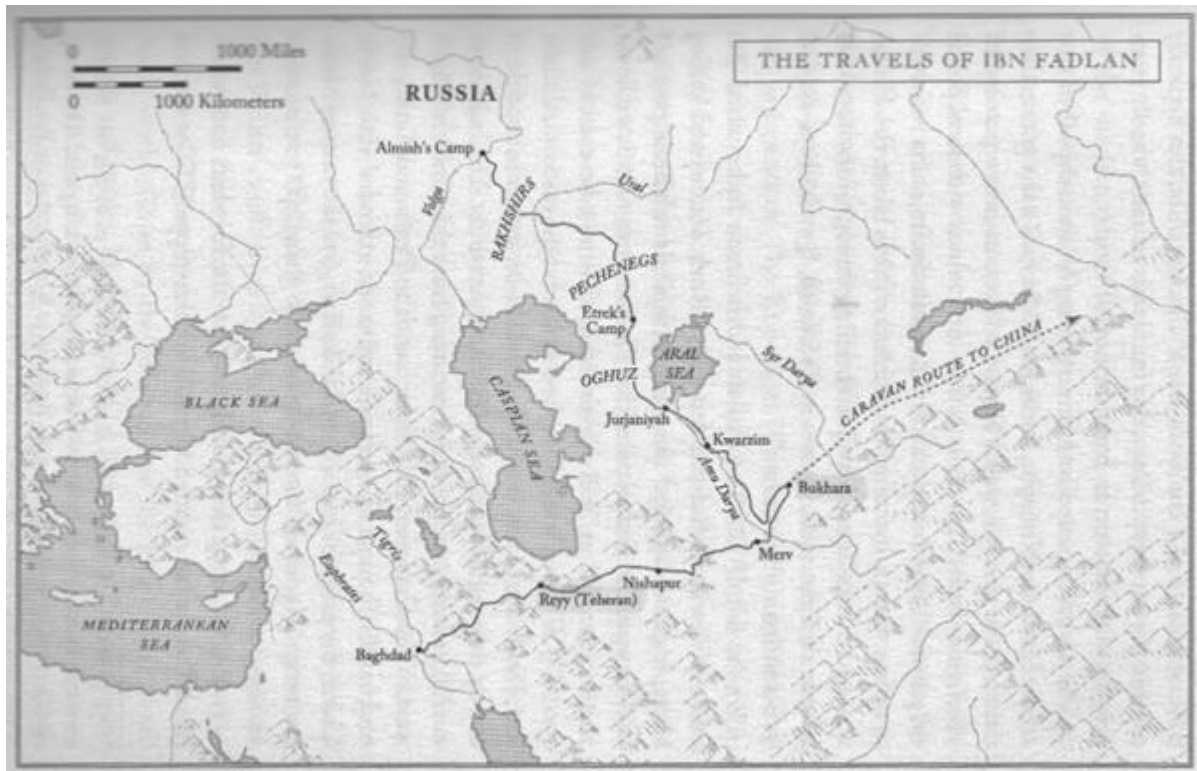 0 1000 Miles
0 1000 Kilometers
THE TRAVELS OF IBN FADLAN
RUSSIA
Almish's Camp
Volga
BAKHSHIRS
Ural
PECHENEGS
Etrek's
Camp
ARAL
SEA
OGHUZ
Syr Darya
CARAVAN ROUTE TO CHINA
BLACK SEA
CASPIAN SEA
Jurjaniyah
Kwarzim
Amu Darya
Bukhara
Merv
Nishapur
Reyy (Teheran)
Tigris
Euphrates
Baghdad
MEDITERRANEAN
SEA